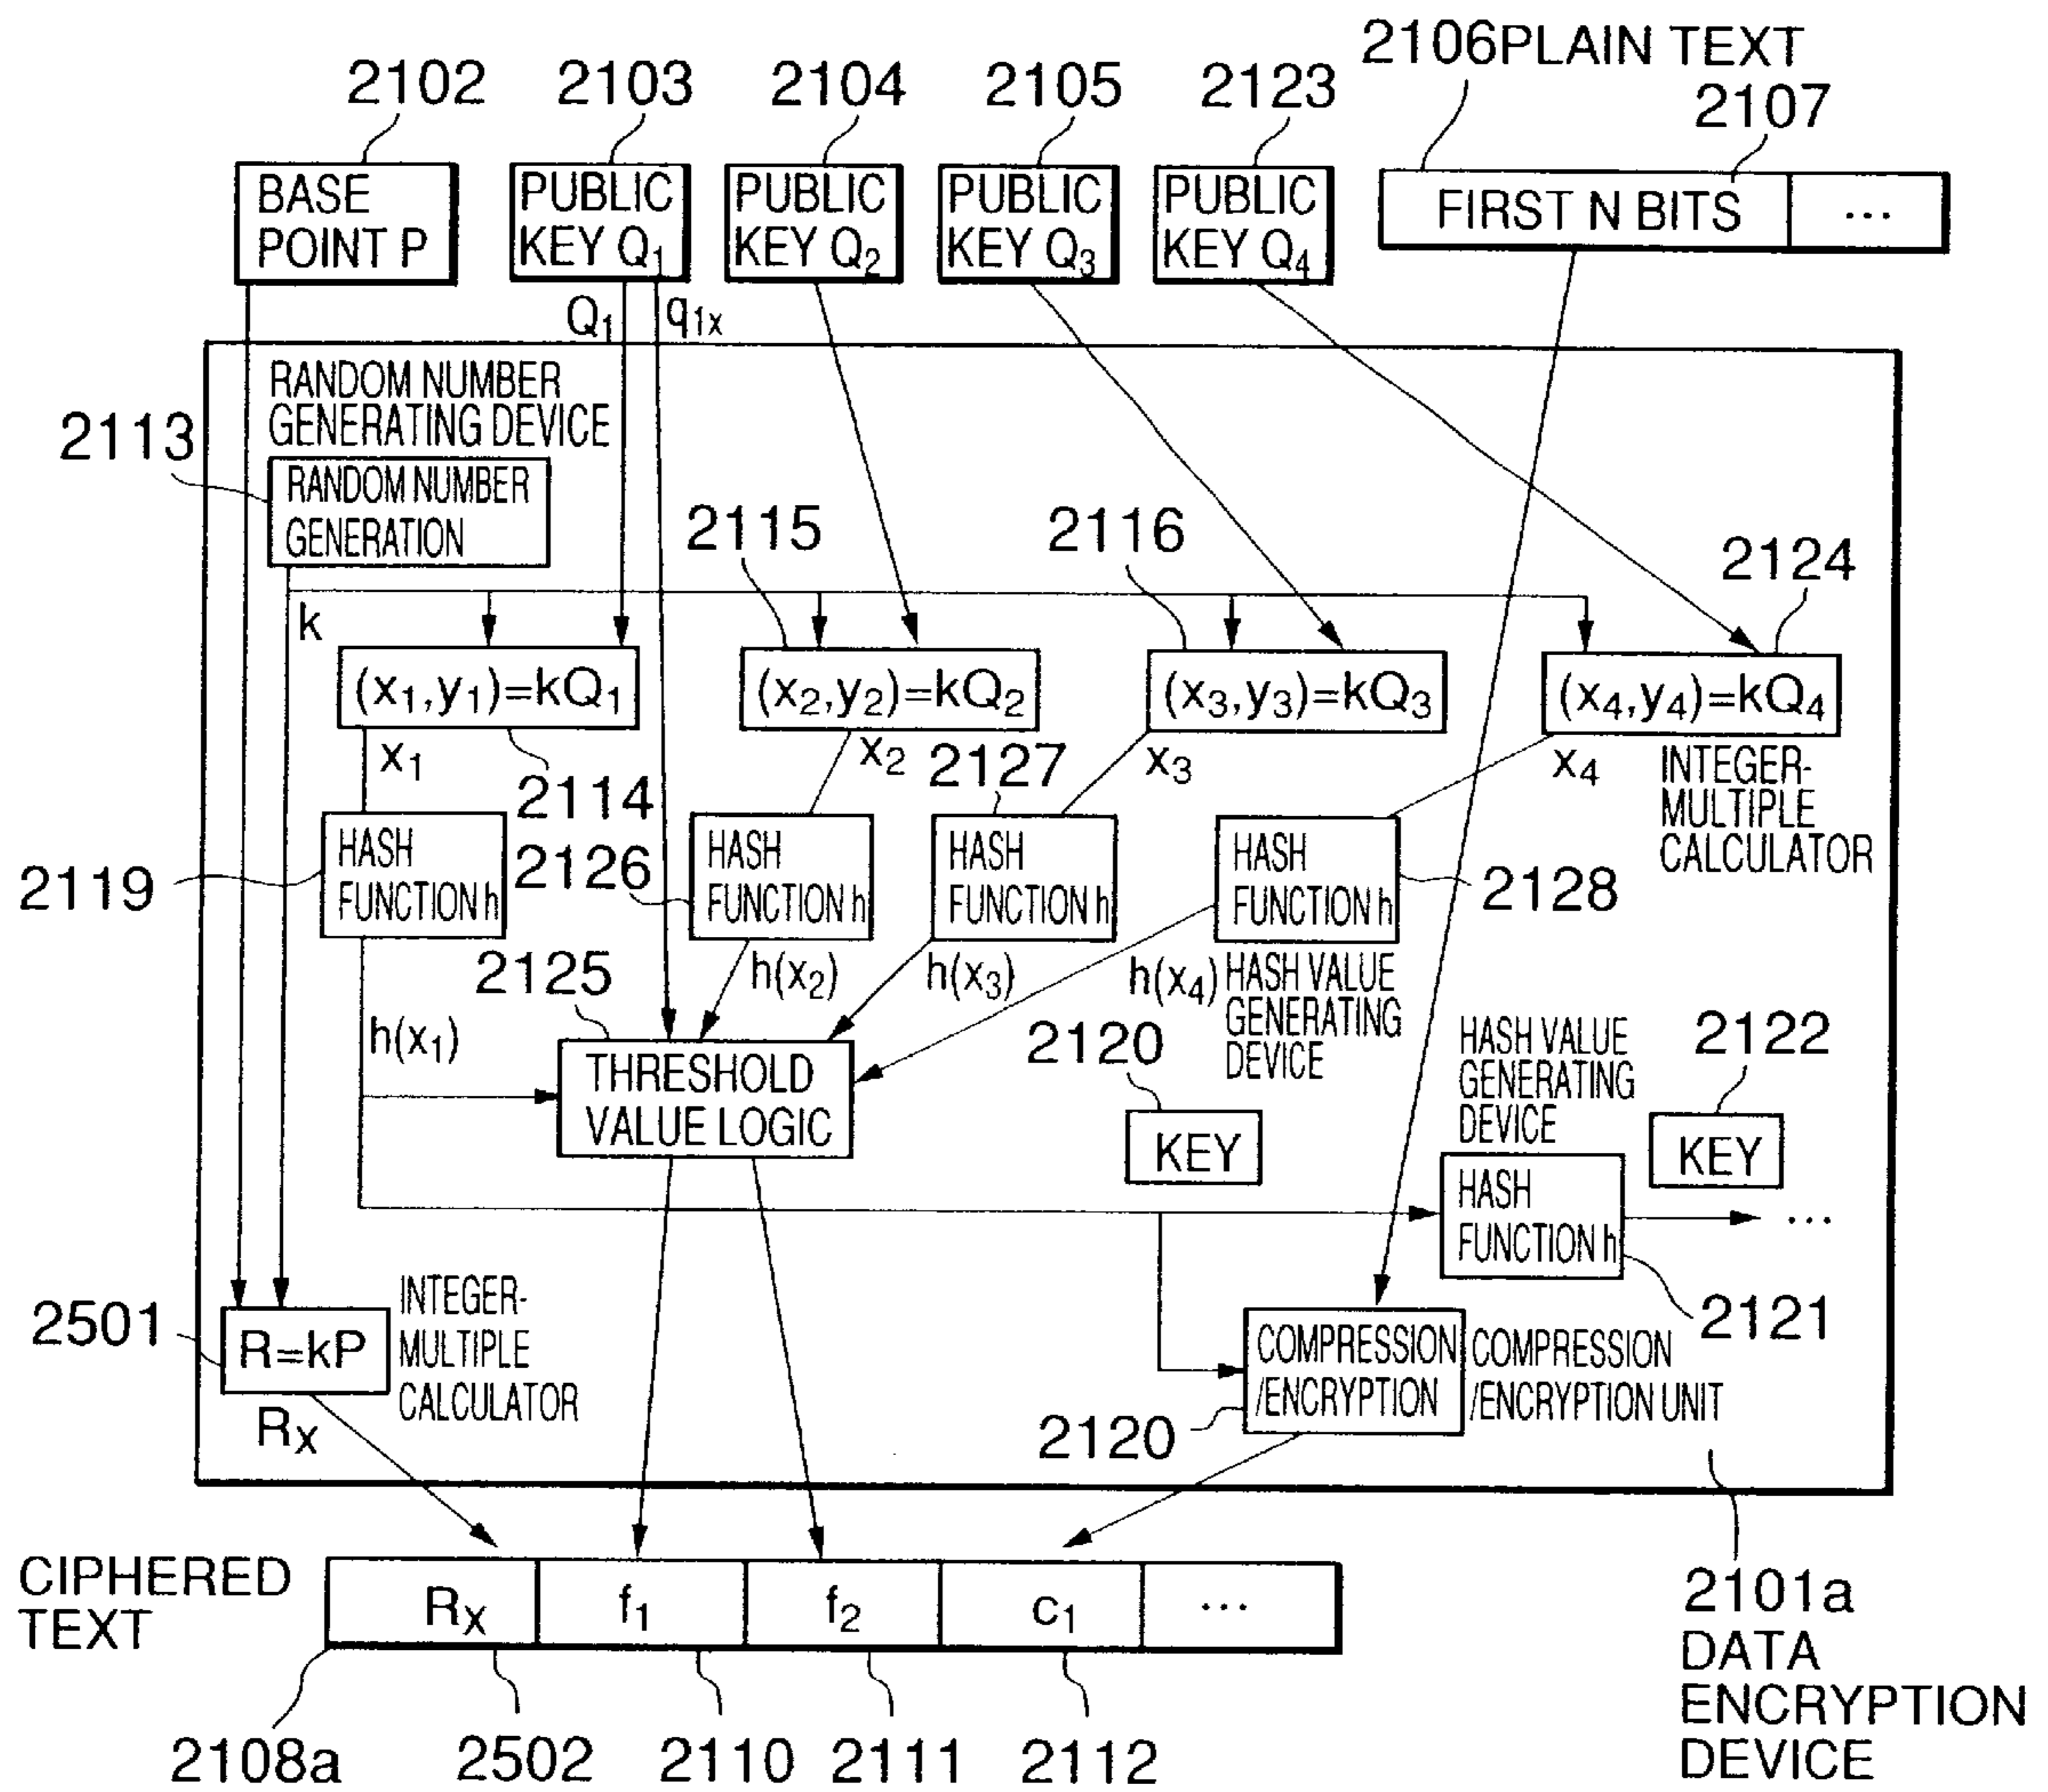 2106 PLAIN TEXT
2102
2103
2104
2105
2123
2107
BASE
POINT P
PUBLIC
KEY Q₁
PUBLIC
KEY Q₂
PUBLIC
KEY Q₃
PUBLIC
KEY Q₄
FIRST N BITS
...
Q₁
q₁ₓ
RANDOM NUMBER
GENERATING DEVICE
2113
RANDOM NUMBER
GENERATION
2115
2116
2124
k
(x₁,y₁)=kQ₁
(x₂,y₂)=kQ₂
(x₃,y₃)=kQ₃
(x₄,y₄)=kQ₄
x₁
2114
x₂
2127
x₃
x₄
INTEGER-
MULTIPLE
CALCULATOR
2119
HASH
FUNCTION h
2126
HASH
FUNCTION h
HASH
FUNCTION h
HASH
FUNCTION h
2128
2125
h(x₂)
h(x₃)
h(x₄)
HASH VALUE
GENERATING
DEVICE
h(x₁)
THRESHOLD
VALUE LOGIC
2120
KEY
HASH VALUE
GENERATING
DEVICE
2122
KEY
HASH
FUNCTION h
...
2121
2501
R=kP
INTEGER-
MULTIPLE
CALCULATOR
Rₓ
COMPRESSION
/ENCRYPTION
COMPRESSION
/ENCRYPTION UNIT
2120
CIPHERED
TEXT
Rₓ
f₁
f₂
c₁
...
2108a
2502
2110
2111
2112
2101a
DATA
ENCRYPTION
DEVICE